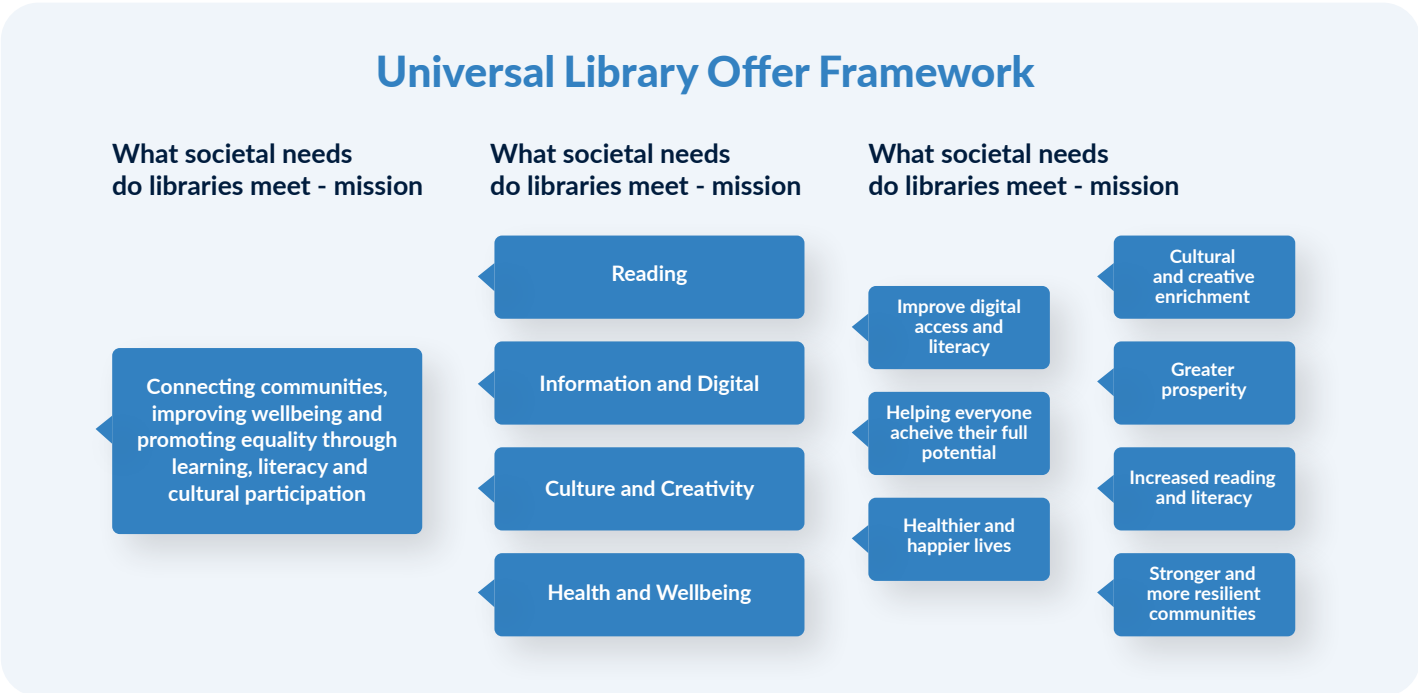 Universal Library Offer Framework
What societal needs
do libraries meet - mission
Connecting communities,
improving wellbeing and
promoting equality through
learning, literacy and
cultural participation
What societal needs
do libraries meet - mission
Reading
Information and Digital
Culture and Creativity
Health and Wellbeing
What societal needs
do libraries meet - mission
Improve digital
access and
literacy
Helping everyone
acheive their full
potential
Healthier and
happier lives
Cultural
and creative
enrichment
Greater
prosperity
Increased reading
and literacy
Stronger and
more resilient
communities